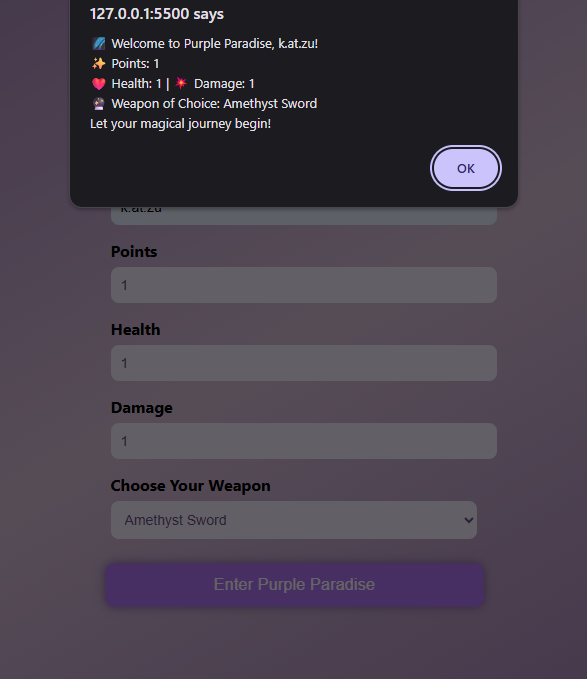 127.0.0.1:5500 says
🌌 Welcome to Purple Paradise, k.at.zu!
✨ Points: 1
❤️ Health: 1 | 💥 Damage: 1
🔮 Weapon of Choice: Amethyst Sword
Let your magical journey begin!
OK
k.at.zu
Points
1
Health
1
Damage
1
Choose Your Weapon
Amethyst Sword
Enter Purple Paradise